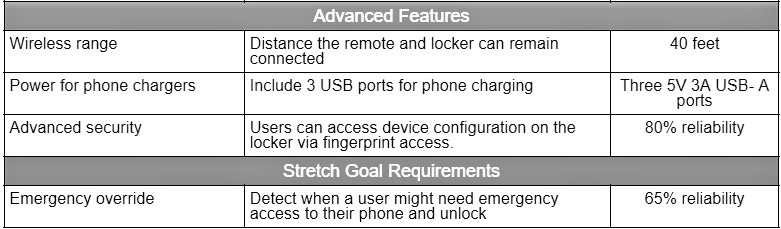 Advanced Features
Wireless range
Distance the remote and locker can remain
connected
40 feet
Power for phone chargers
Include 3 USB ports for phone charging
Three 5V 3A USB- A
ports
Advanced security
Users can access device configuration on the
locker via fingerprint access.
80% reliability
Stretch Goal Requirements
Emergency override
Detect when a user might need emergency
access to their phone and unlock
65% reliability